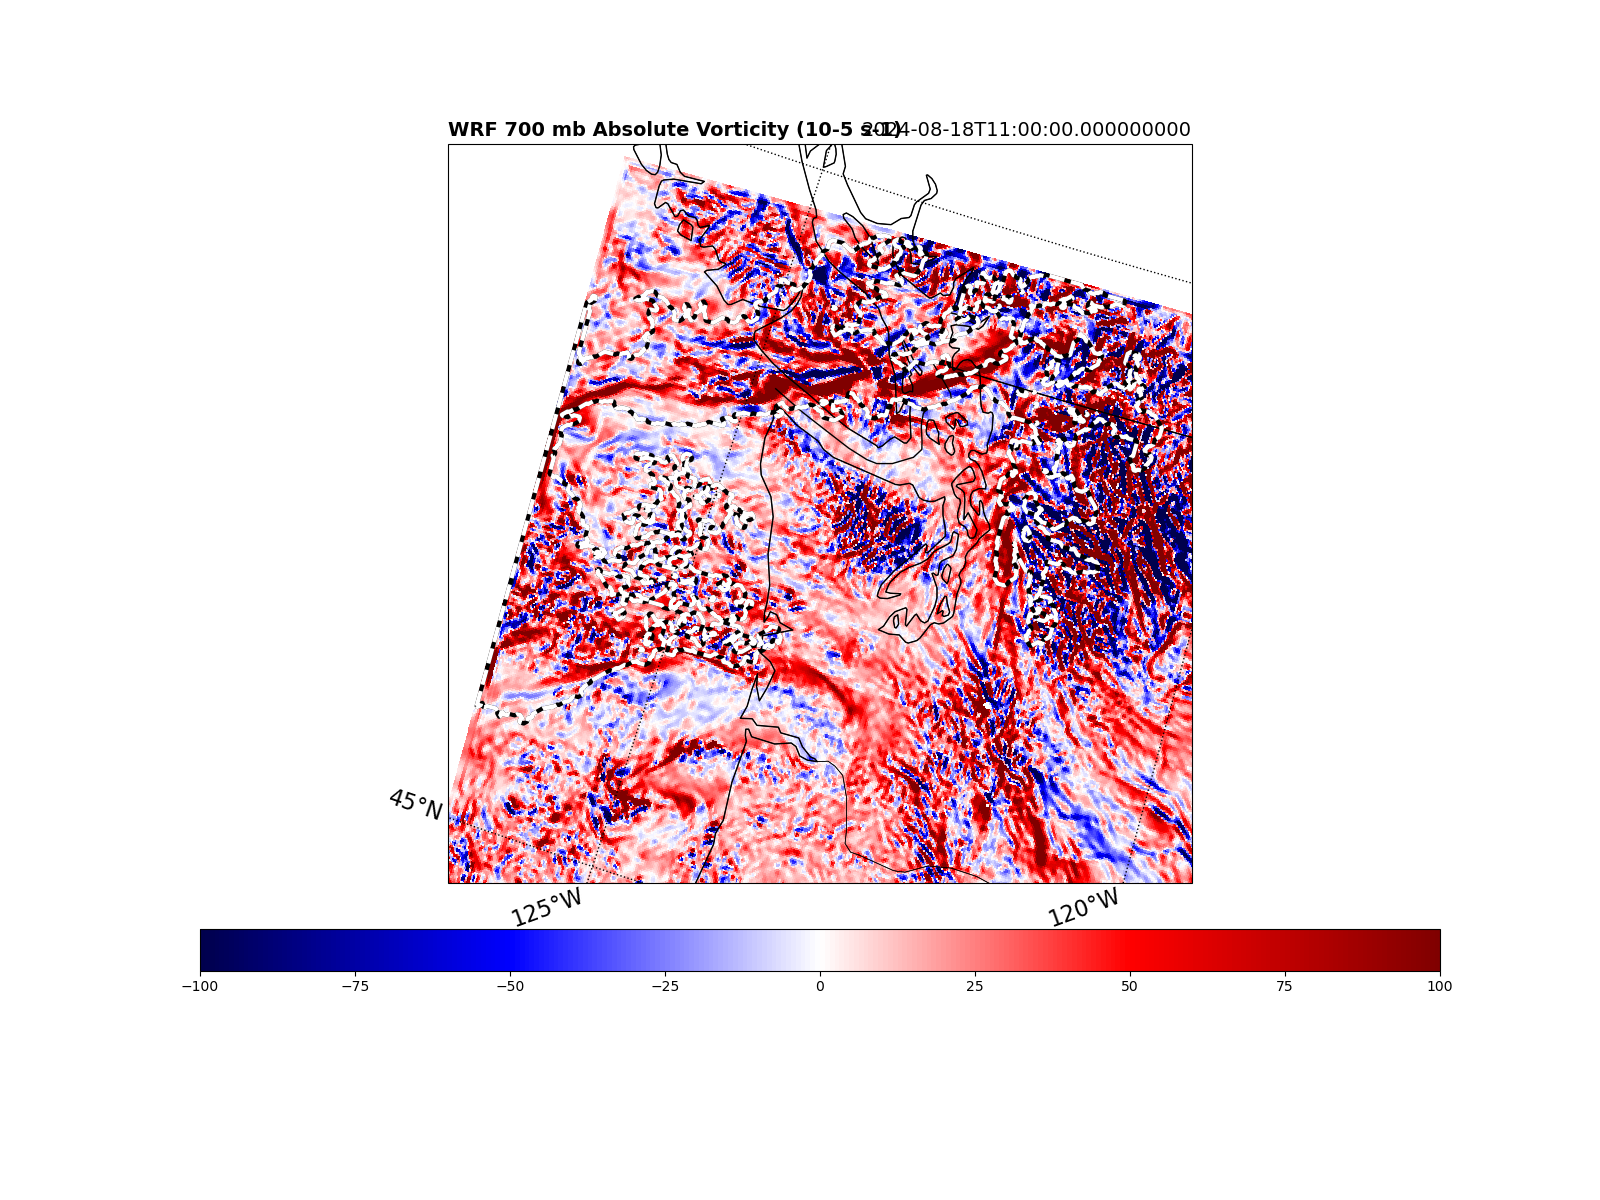 WRF 700 mb Absolute Vorticity (10-5 s-1) 2024-08-18T11:00:00.000000000
45°N
125°W 120°W
−100 −75 −50 −25 0 25 50 75 100